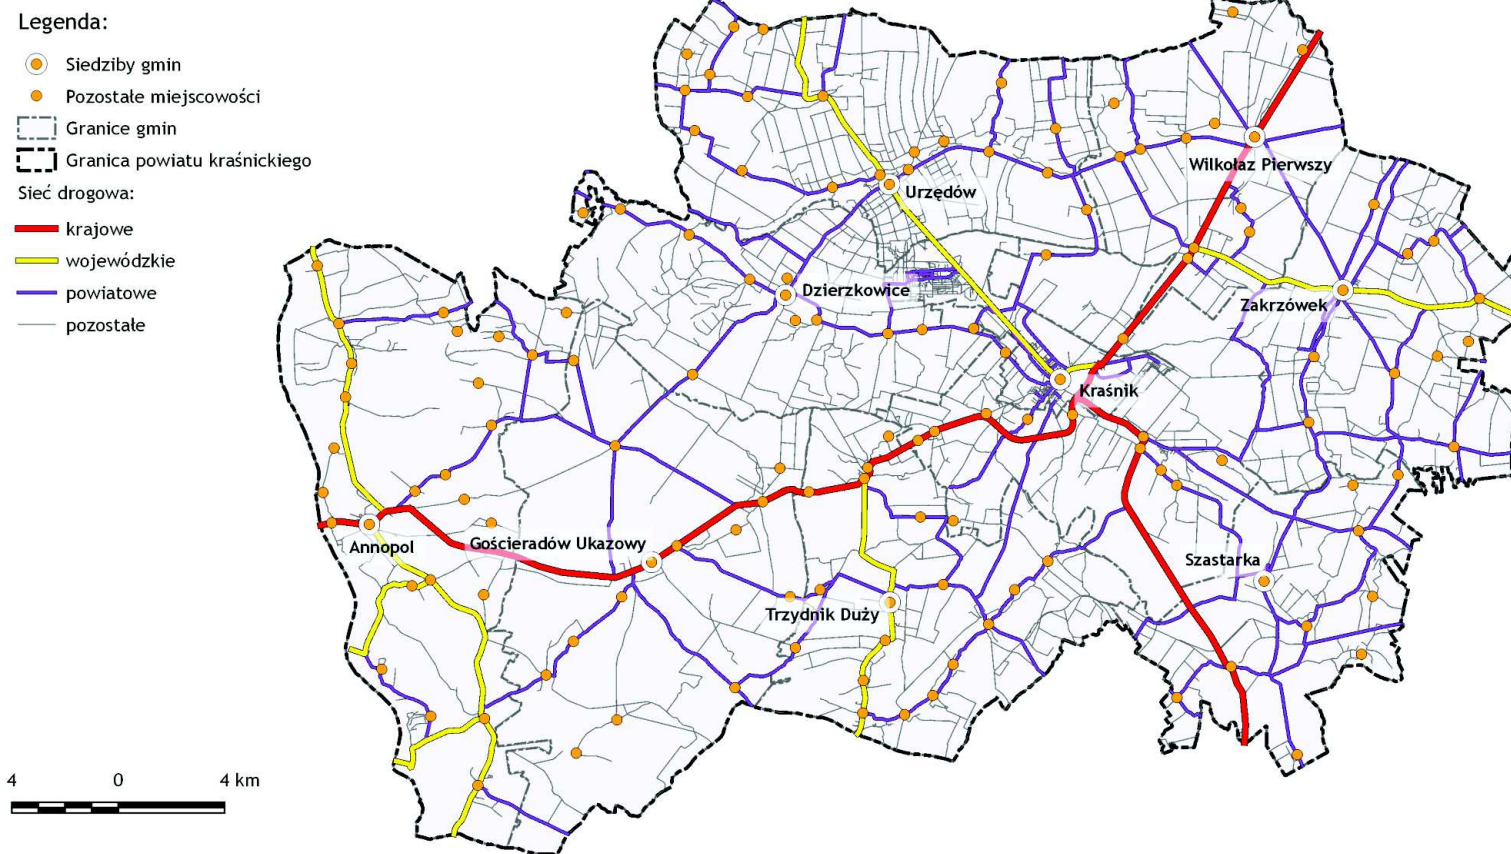 Legenda:
Siedziby gmin
Pozostałe miejscowości
Granice gmin
Granica powiatu kraśnickiego
Sieć drogowa:
krajowe
wojewódzkie
powiatowe
pozostałe
Wilkołaz Pierwszy
Urzędów
Dzierzkowice
Zakrzówek
Kraśnik
Annopol
Gościeradów Ukazowy
Szastarka
Trzydnik Duży
4 0 4 km